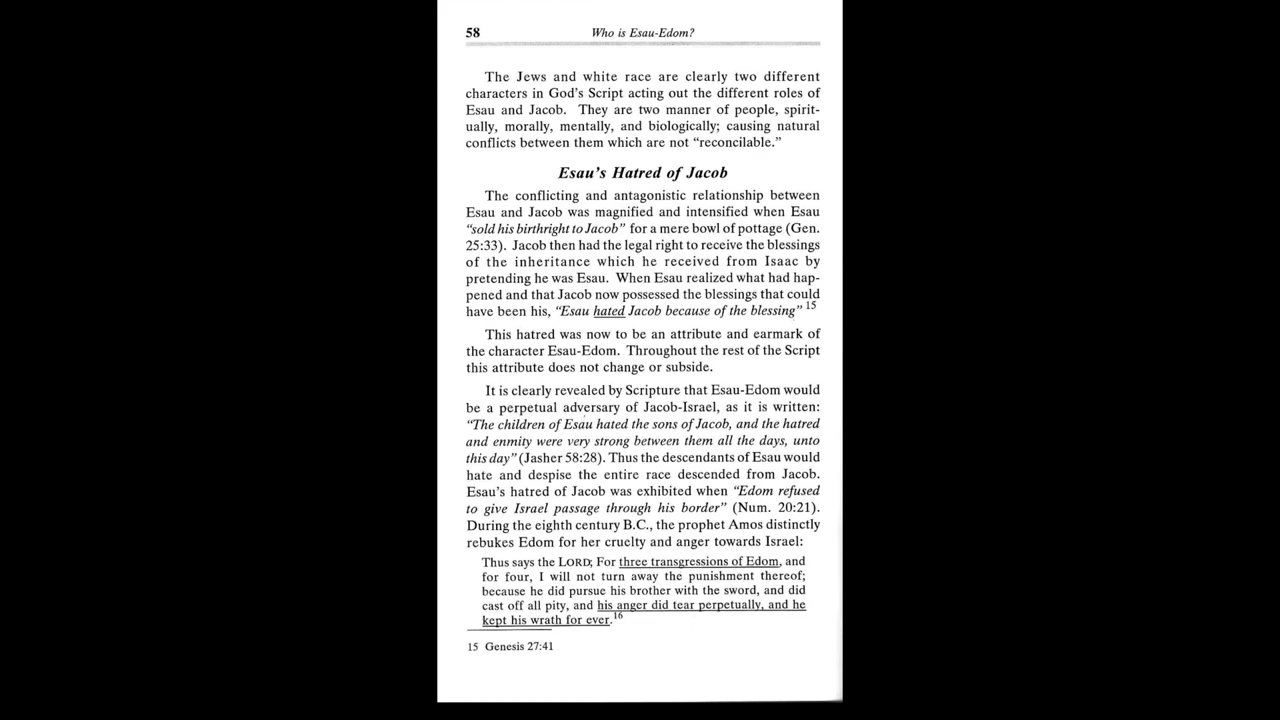 58
Who is Esau-Edom?
The Jews and white race are clearly two different
characters in God's Script acting out the different roles of
Esau and Jacob. They are two manner of people, spirit-
ually, morally, mentally, and biologically; causing natural
conflicts between them which are not "reconcilable."
Esau's Hatred of Jacob
The conflicting and antagonistic relationship between
Esau and Jacob was magnified and intensified when Esau
"sold his birthright to Jacob" for a mere bowl of pottage (Gen.
25:33). Jacob then had the legal right to receive the blessings
of the inheritance which he received from Isaac by
pretending he was Esau. When Esau realized what had hap-
pened and that Jacob now possessed the blessings that could
have been his, "Esau hated Jacob because of the blessing" 15
This hatred was now to be an attribute and earmark of
the character Esau-Edom. Throughout the rest of the Script
this attribute does not change or subside.
It is clearly revealed by Scripture that Esau-Edom would
be a perpetual adversary of Jacob-Israel, as it is written:
"The children of Esau hated the sons of Jacob, and the hatred
and enmity were very strong between them all the days, unto
this day" (Jasher 58:28). Thus the descendants of Esau would
hate and despise the entire race descended from Jacob.
Esau's hatred of Jacob was exhibited when "Edom refused
to give Israel passage through his border" (Num. 20:21).
During the eighth century B.C., the prophet Amos distinctly
rebukes Edom for her cruelty and anger towards Israel:
Thus says the LORD; For three transgressions of Edom, and
for four, I will not turn away the punishment thereof;
because he did pursue his brother with the sword, and did
cast off all pity, and his anger did tear perpetually, and he
kept his wrath for ever.16
15 Genesis 27:41